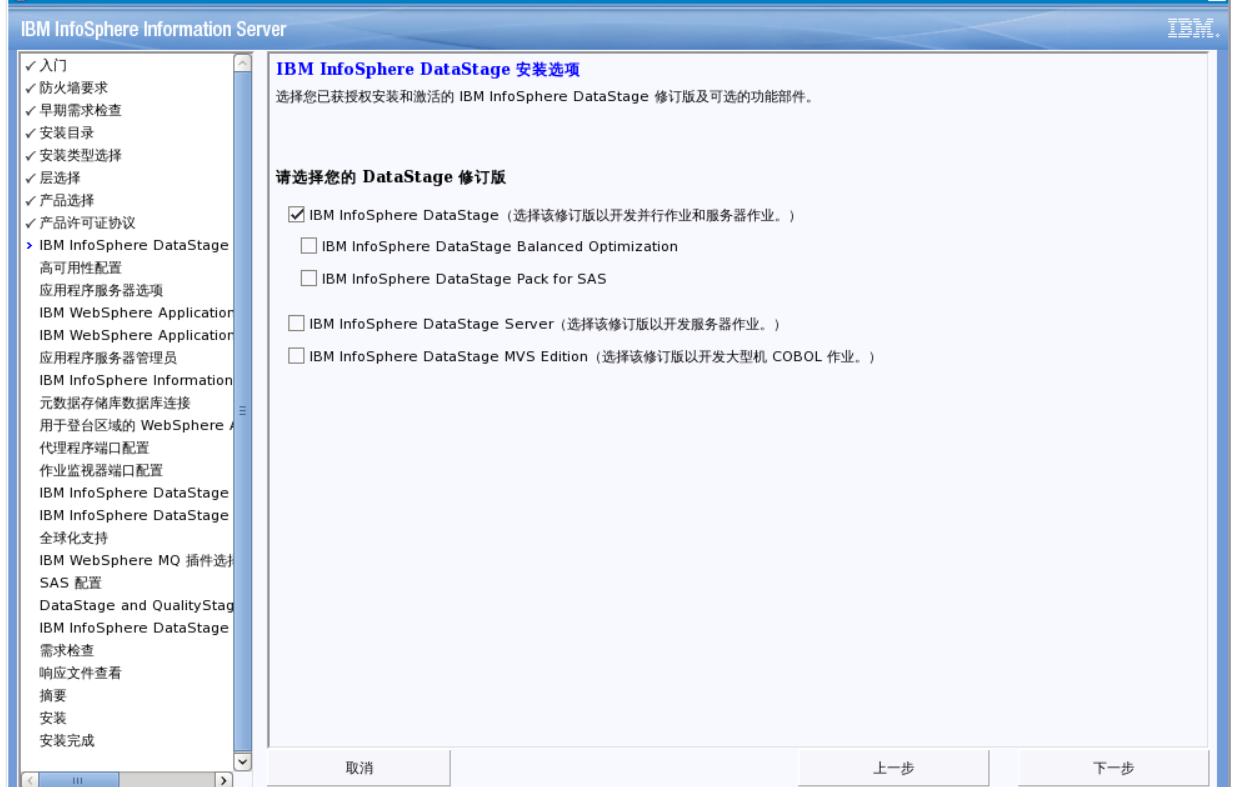 IBM InfoSphere Information Server
IBM.
✓ 入门
✓ 防火墙要求
✓ 早期需求检查
✓ 安装目录
✓ 安装类型选择
✓ 层选择
✓ 产品选择
✓ 产品许可证协议
› IBM InfoSphere DataStage
高可用性配置
应用程序服务器选项
IBM WebSphere Application
IBM WebSphere Application
应用程序服务器管理员
IBM InfoSphere Information
元数据存储库数据库连接
用于登台区域的 WebSphere
代理程序端口配置
作业监视器端口配置
IBM InfoSphere DataStage
IBM InfoSphere DataStage
全球化支持
IBM WebSphere MQ 插件选
SAS 配置
DataStage and QualityStag
IBM InfoSphere DataStage
需求检查
响应文件查看
摘要
安装
安装完成
IBM InfoSphere DataStage 安装选项
选择您已获授权安装和激活的 IBM InfoSphere DataStage 修订版及可选的功能部件。
请选择您的 DataStage 修订版
IBM InfoSphere DataStage（选择该修订版以开发并行作业和服务器作业。）
IBM InfoSphere DataStage Balanced Optimization
IBM InfoSphere DataStage Pack for SAS
IBM InfoSphere DataStage Server（选择该修订版以开发服务器作业。）
IBM InfoSphere DataStage MVS Edition（选择该修订版以开发大型机 COBOL 作业。）
取消
上一步
下一步